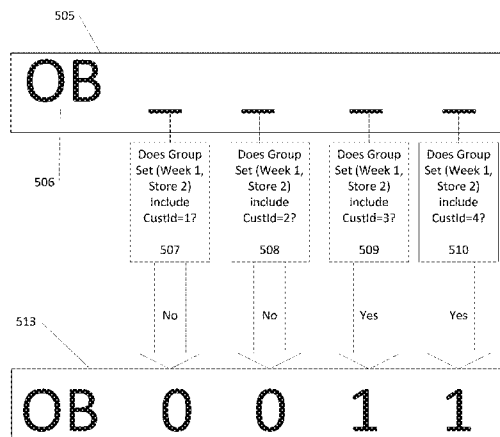 505
OB _ _ _ _
506
Does Group
Set (Week 1,
Store 2)
include
CustId=1?
507
Does Group
Set (Week 1,
Store 2)
include
CustId=2?
508
Does Group
Set (Week 1,
Store 2)
include
CustId=3?
509
Does Group
Set (Week 1,
Store 2)
include
CustId=4?
510
No
No
Yes
Yes
513
OB 0 0 1 1